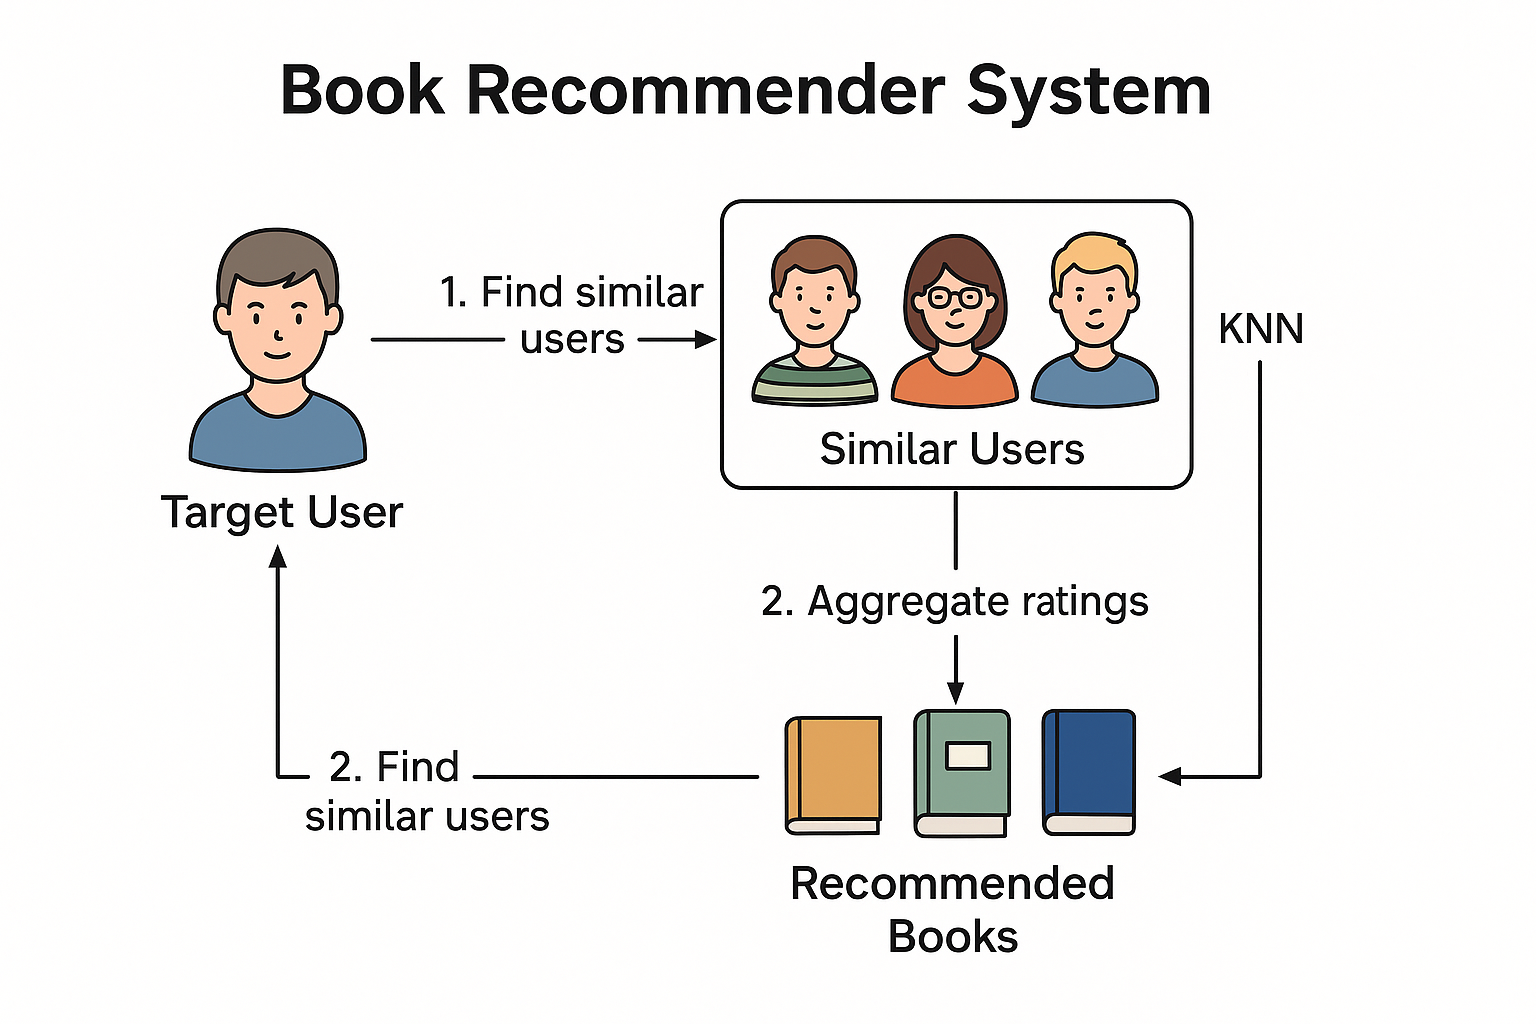 Book Recommender System
1. Find similar
users
KNN
Similar Users
Target User
2. Aggregate ratings
2. Find
similar users
Recommended
Books